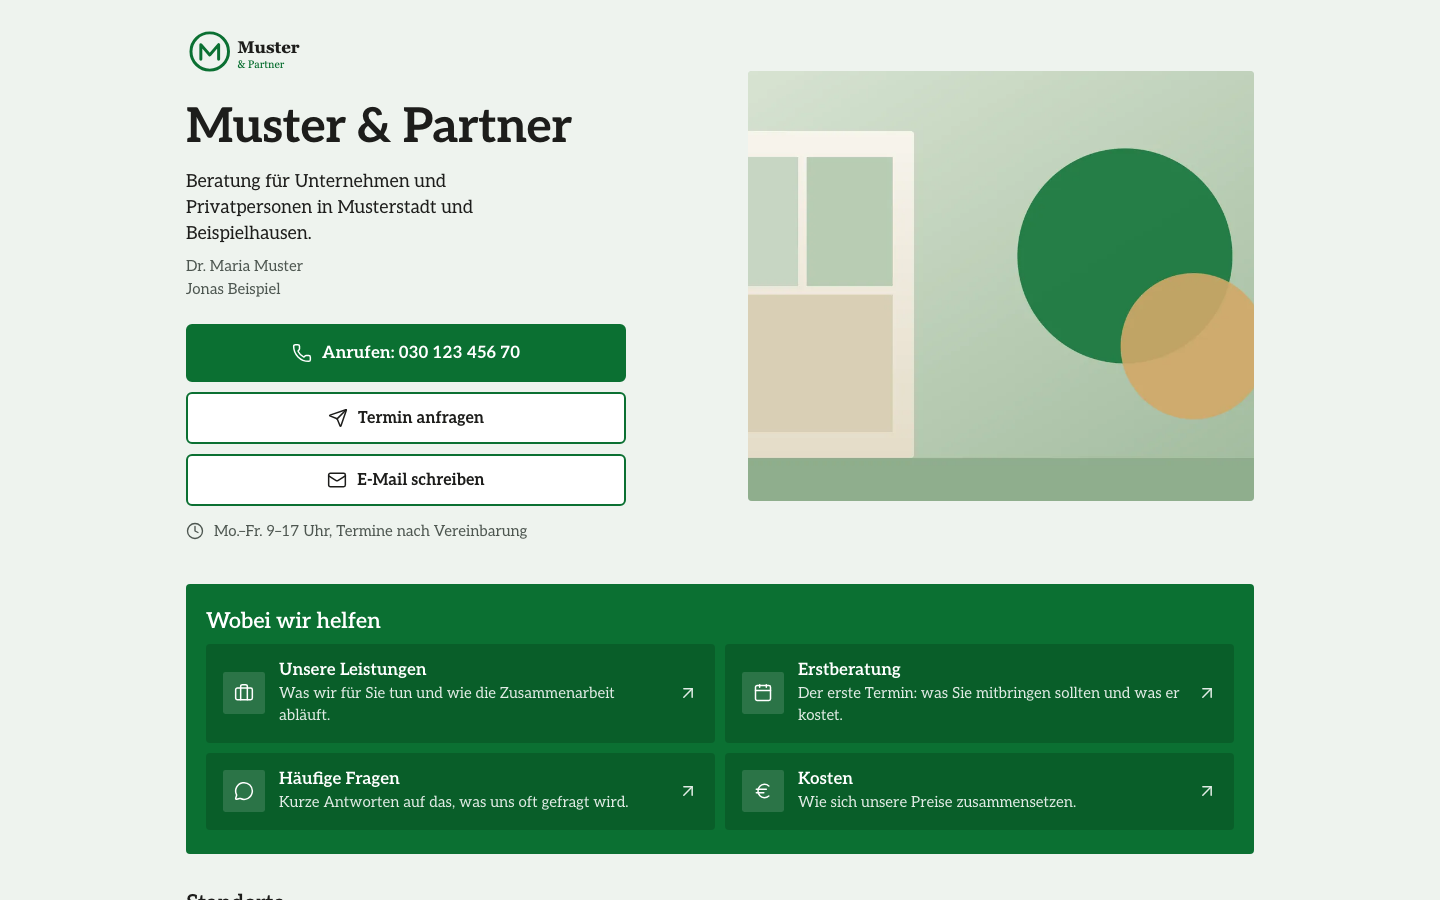 Muster
& Partner
Muster & Partner
Beratung für Unternehmen und
Privatpersonen in Musterstadt und
Beispielhausen.
Dr. Maria Muster
Jonas Beispiel
Anrufen: 030 123 456 70
Termin anfragen
E-Mail schreiben
Mo.–Fr. 9–17 Uhr, Termine nach Vereinbarung
Wobei wir helfen
Unsere Leistungen
Was wir für Sie tun und wie die Zusammenarbeit
abläuft.
Erstberatung
Der erste Termin: was Sie mitbringen sollten und was er
kostet.
Häufige Fragen
Kurze Antworten auf das, was uns oft gefragt wird.
Kosten
Wie sich unsere Preise zusammensetzen.
Standorte